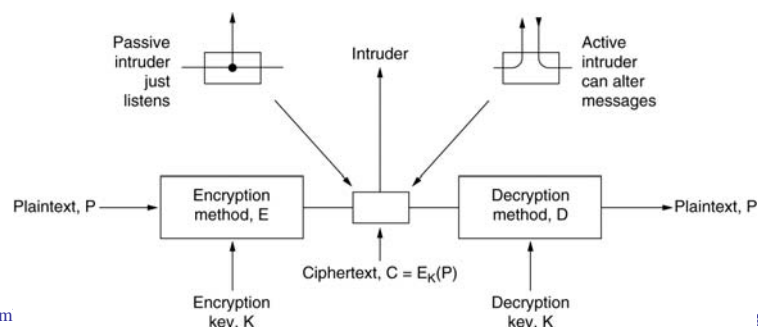 Passive
intruder
just
listens
Intruder
Active
intruder
can alter
messages
Plaintext, P
Encryption
method, E
Decryption
method, D
Plaintext, P
Ciphertext, C = E_K(P)
Encryption
key, K
Decryption
key, K
m